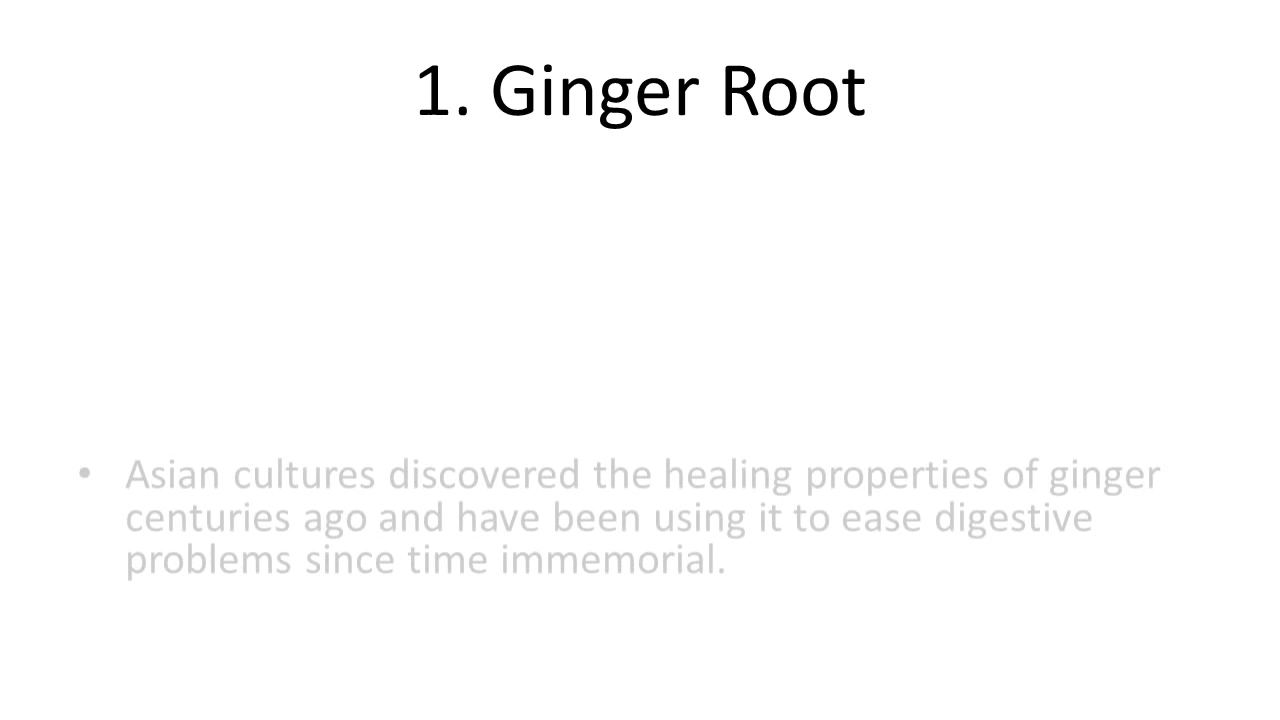 1. Ginger Root
• Asian cultures discovered the healing properties of ginger
centuries ago and have been using it to ease digestive
problems since time immemorial.